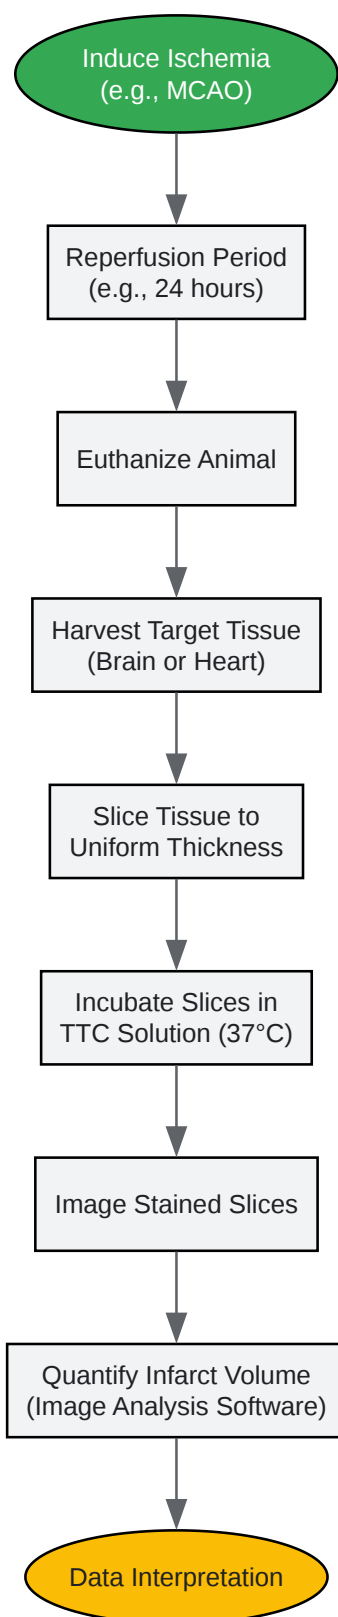 Induce Ischemia
(e.g., MCAO)
Reperfusion Period
(e.g., 24 hours)
Euthanize Animal
Harvest Target Tissue
(Brain or Heart)
Slice Tissue to
Uniform Thickness
Incubate Slices in
TTC Solution (37°C)
Image Stained Slices
Quantify Infarct Volume
(Image Analysis Software)
Data Interpretation